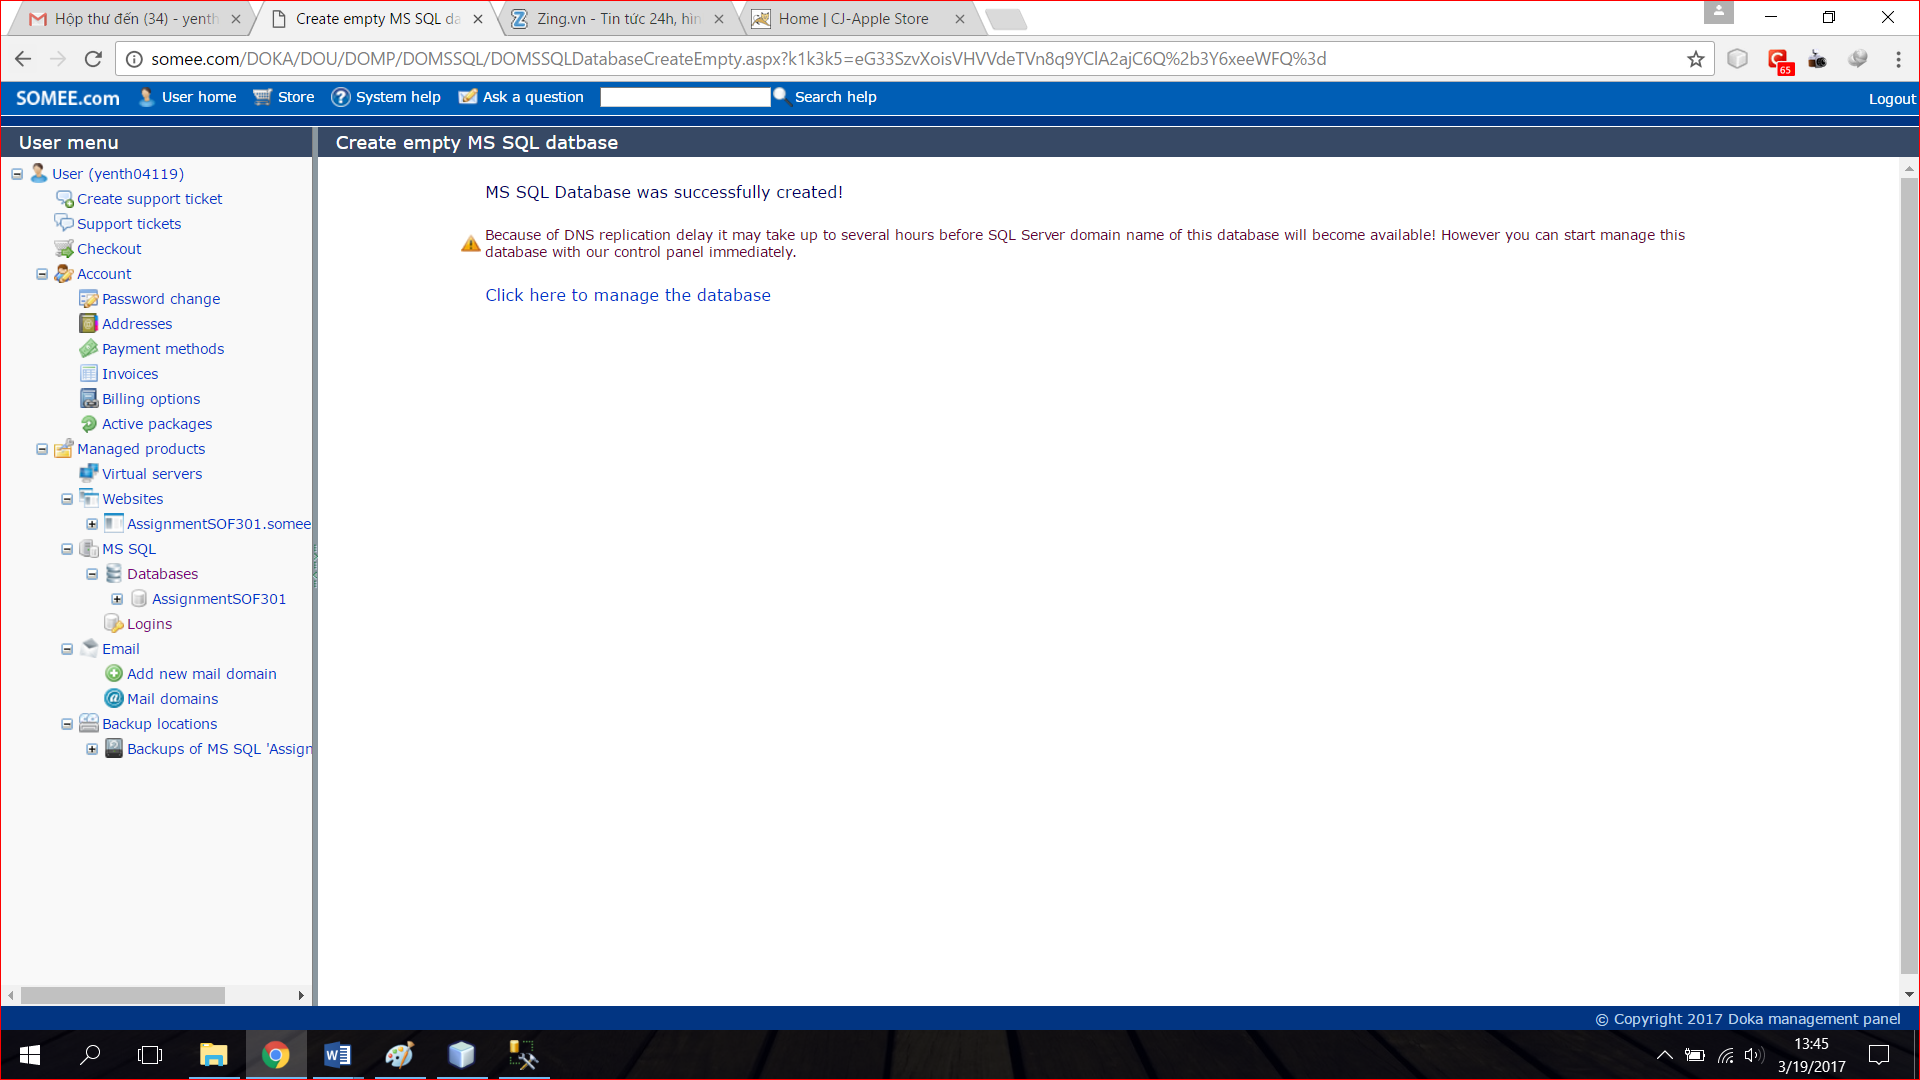 Hộp thư đến (34) - yenth
Create empty MS SQL da
Zing.vn - Tin tức 24h, hìn
Home | CJ-Apple Store
somee.com/DOKA/DOU/DOMP/DOMSSQL/DOMSSQLDatabaseCreateEmpty.aspx?k1k3k5=eG33SzvXoisVHVVdeTVn8q9YClA2ajC6Q%2b3Y6xeeWFQ%3d
65
SOMEE.com User home Store System help Ask a question Search help Logout
User menu
Create empty MS SQL datbase
User (yenth04119)
Create support ticket
Support tickets
Checkout
Account
Password change
Addresses
Payment methods
Invoices
Billing options
Active packages
Managed products
Virtual servers
Websites
AssignmentSOF301.somee
MS SQL
Databases
AssignmentSOF301
Logins
Email
Add new mail domain
Mail domains
Backup locations
Backups of MS SQL 'Assign
MS SQL Database was successfully created!
Because of DNS replication delay it may take up to several hours before SQL Server domain name of this database will become available! However you can start manage this
database with our control panel immediately.
Click here to manage the database
© Copyright 2017 Doka management panel
13:45
3/19/2017